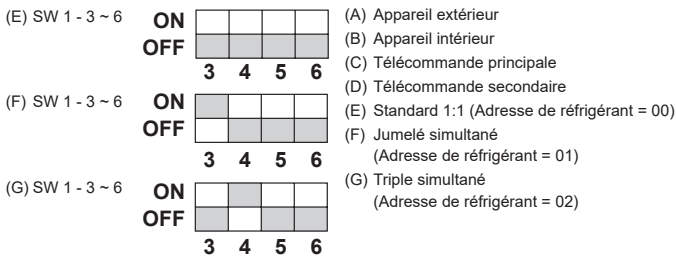 (E) SW 1 - 3 ~ 6
ON
OFF
3 4 5 6
(F) SW 1 - 3 ~ 6
ON
OFF
3 4 5 6
(G) SW 1 - 3 ~ 6
ON
OFF
3 4 5 6
(A) Appareil extérieur
(B) Appareil intérieur
(C) Télécommande principale
(D) Télécommande secondaire
(E) Standard 1:1 (Adresse de réfrigérant = 00)
(F) Jumelé simultané
(Adresse de réfrigérant = 01)
(G) Triple simultané
(Adresse de réfrigérant = 02)